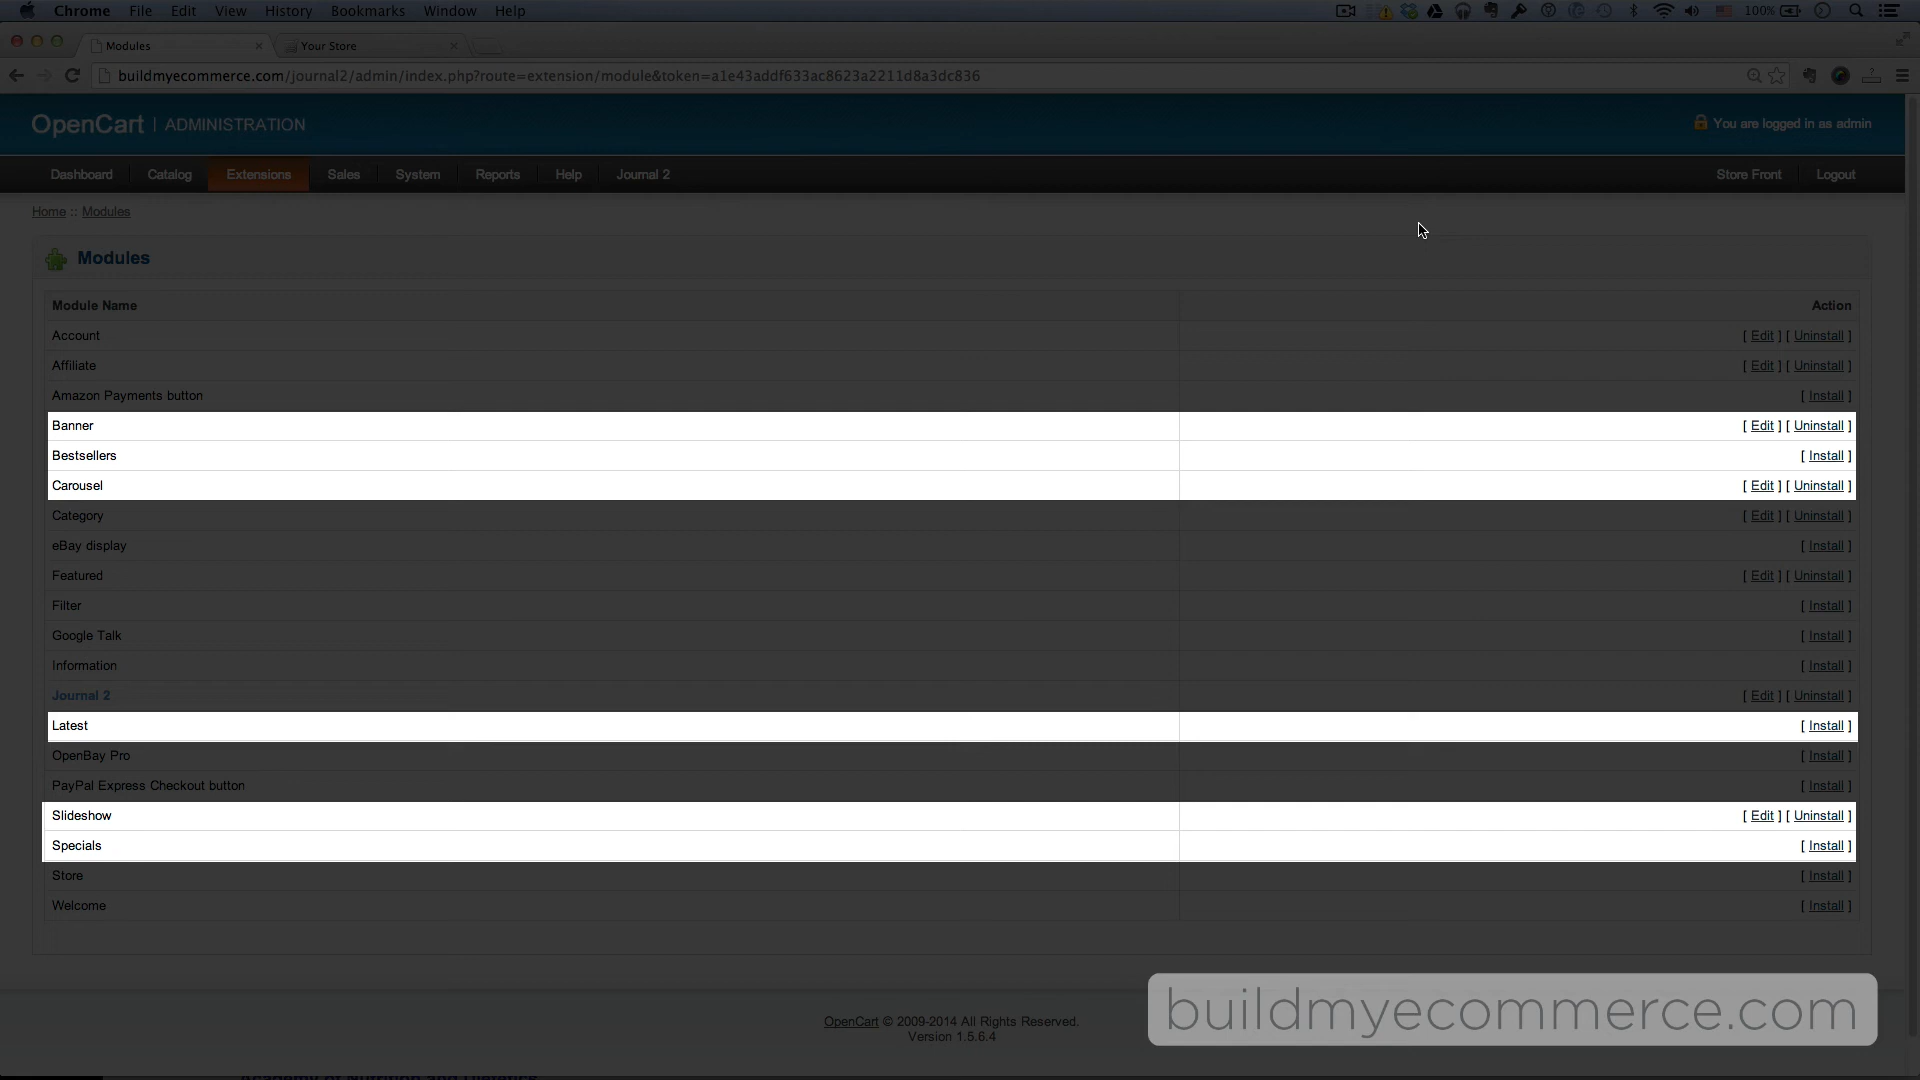 Chrome File Edit View History Bookmarks Window Help 100%
Modules Your Store
buildmyecommerce.com/journal2/admin/index.php?route=extension/module&token=a1e43addf633ac8623a2211d8a3dc836
OpenCart | ADMINISTRATION You are logged in as admin
Dashboard Catalog Extensions Sales System Reports Help Journal 2 Store Front Logout
Home :: Modules
Modules
Module Name Action
Account [ Edit ] [ Uninstall ]
Affiliate [ Edit ] [ Uninstall ]
Amazon Payments button [ Install ]
Banner [ Edit ] [ Uninstall ]
Bestsellers [ Install ]
Carousel [ Edit ] [ Uninstall ]
Category [ Edit ] [ Uninstall ]
eBay display [ Install ]
Featured [ Edit ] [ Uninstall ]
Filter [ Install ]
Google Talk [ Install ]
Information [ Install ]
Journal 2 [ Edit ] [ Uninstall ]
Latest [ Install ]
OpenBay Pro [ Install ]
PayPal Express Checkout button [ Install ]
Slideshow [ Edit ] [ Uninstall ]
Specials [ Install ]
Store [ Install ]
Welcome [ Install ]
buildmyecommerce.com
OpenCart © 2009-2014 All Rights Reserved.
Version 1.5.6.4